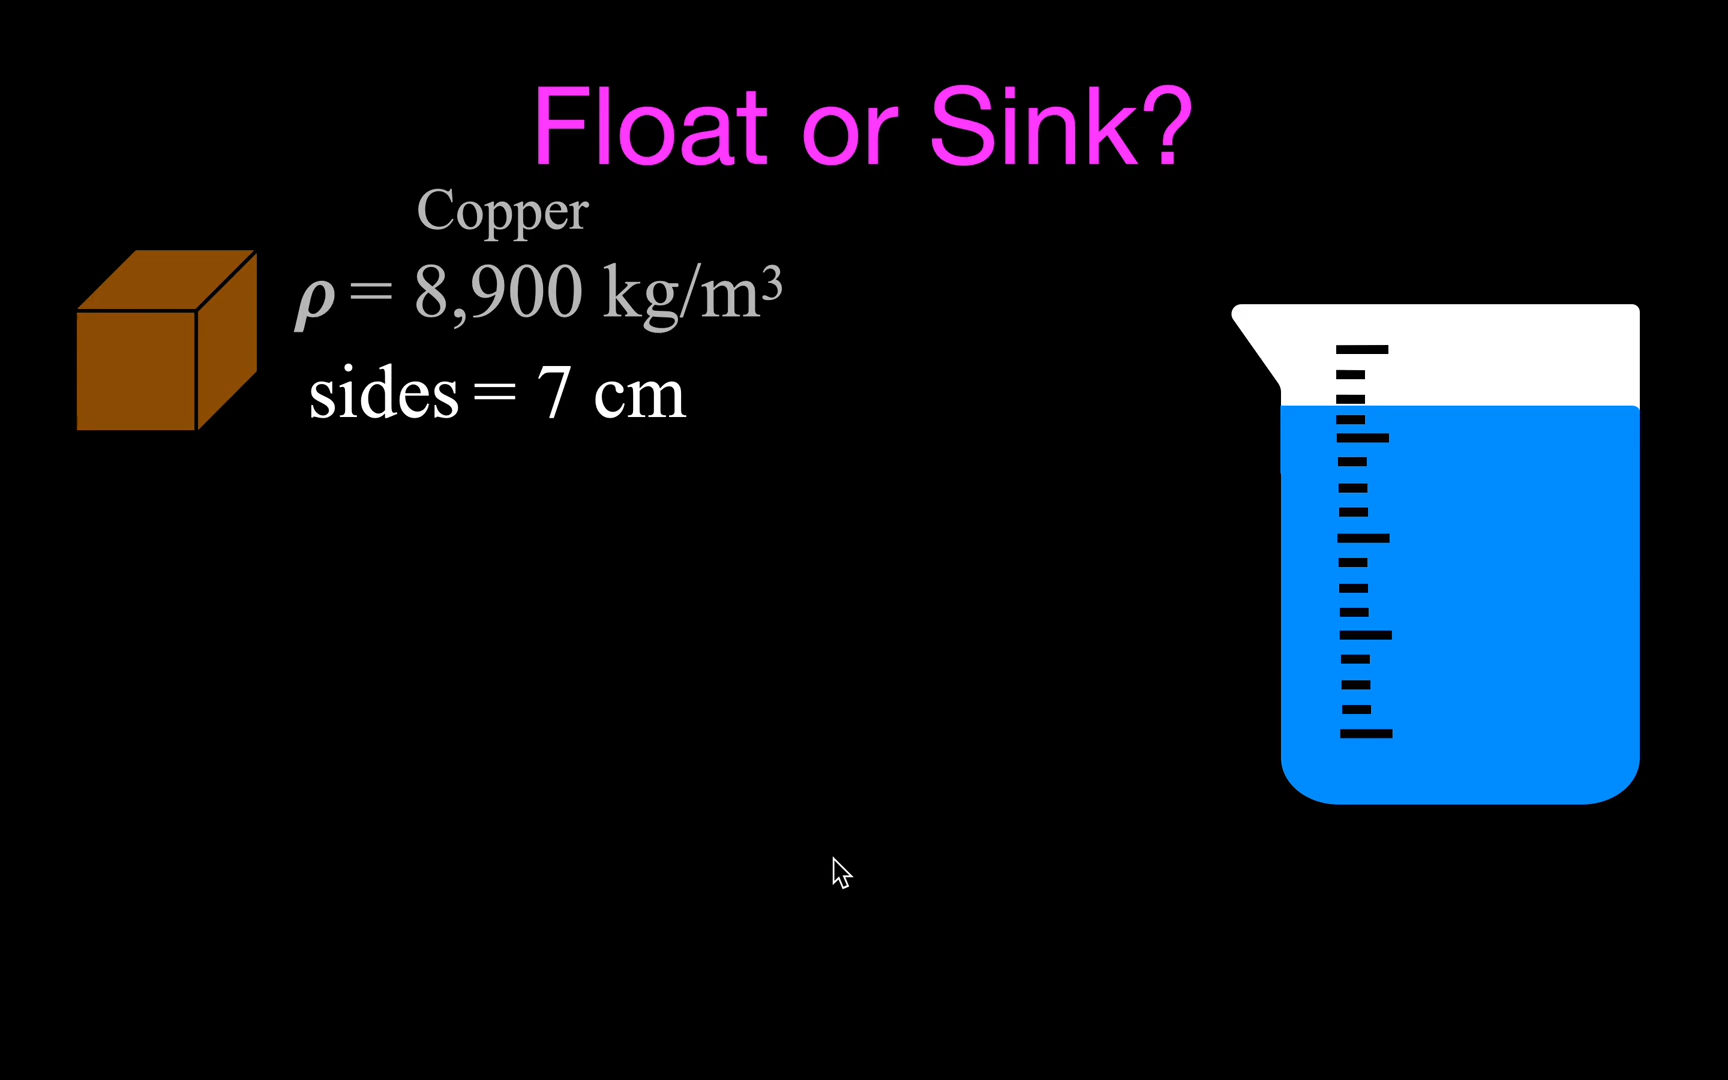 Float or Sink?
Copper
ρ = 8,900 kg/m³
sides = 7 cm